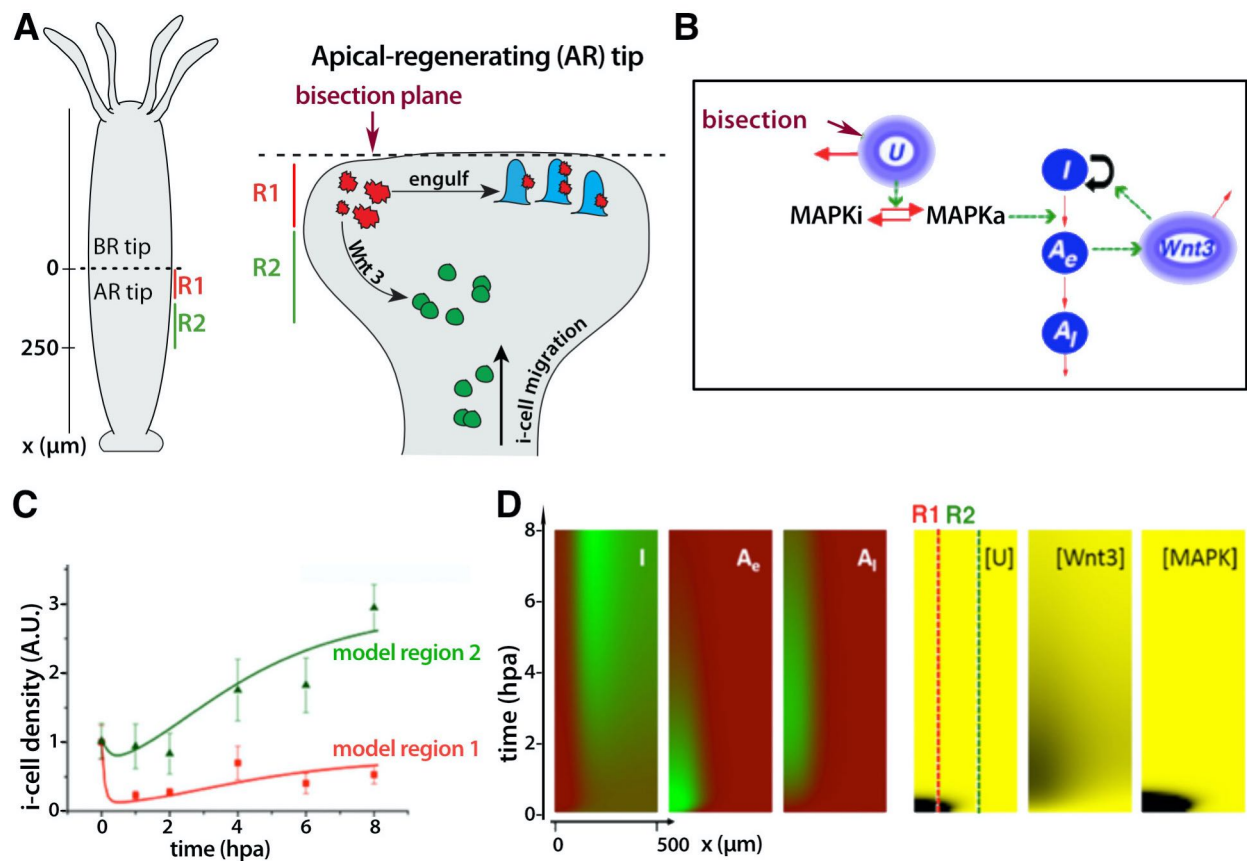 A
Apical-regenerating (AR) tip
bisection plane
R1
engulf
R2
Wnt 3
i-cell migration
BR tip
0
AR tip
R1
R2
250
x (µm)
B
bisection
U
I
MAPKi
MAPKa
Ae
Wnt3
Al
C
i-cell density (A.U.)
3
2
1
0
model region 2
model region 1
0 2 4 6 8
time (hpa)
D
R1 R2
8
6
4
2
0
time (hpa)
I
Ae
Al
[U]
[Wnt3]
[MAPK]
0
500
x (µm)